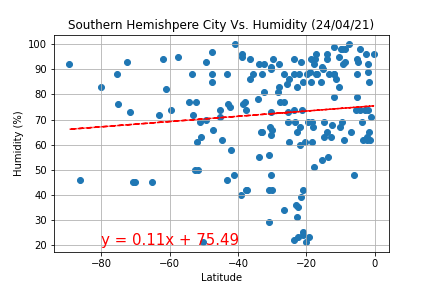 Southern Hemishpere City Vs. Humidity (24/04/21)
100
90
80
70
60
50
40
30
20
Humidity (%)
y = 0.11x + 75.49
−80 −60 −40 −20 0
Latitude